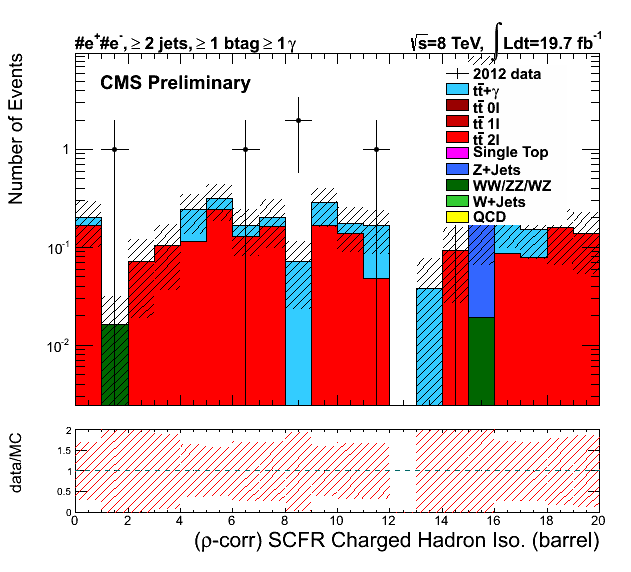 #e⁺#e⁻, ≥ 2 jets, ≥ 1 btag ≥ 1 γ
√s=8 TeV, ∫ Ldt=19.7 fb⁻¹
CMS Preliminary
2012 data
tt̄+γ
tt̄ 0l
tt̄ 1l
tt̄ 2l
Single Top
Z+Jets
WW/ZZ/WZ
W+Jets
QCD
Number of Events
1
10⁻¹
10⁻²
data/MC
2
1.5
1
0.5
0
0 2 4 6 8 10 12 14 16 18 20
(ρ-corr) SCFR Charged Hadron Iso. (barrel)